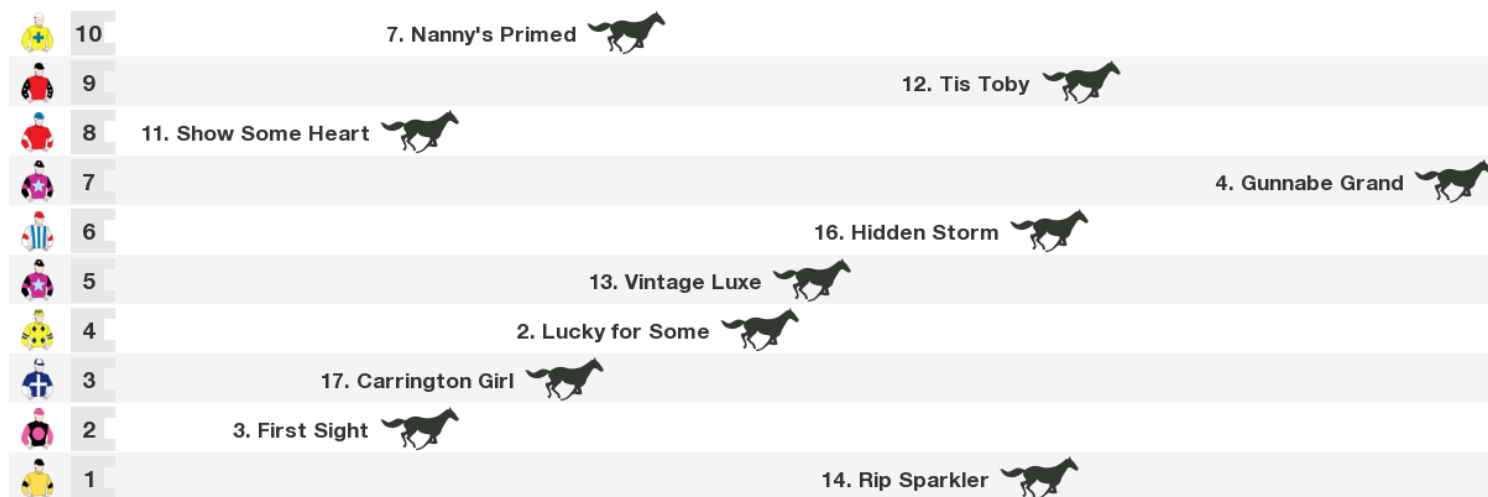 10 7. Nanny's Primed
9 12. Tis Toby
8 11. Show Some Heart
7 4. Gunnabe Grand
6 16. Hidden Storm
5 13. Vintage Luxe
4 2. Lucky for Some
3 17. Carrington Girl
2 3. First Sight
1 14. Rip Sparkler